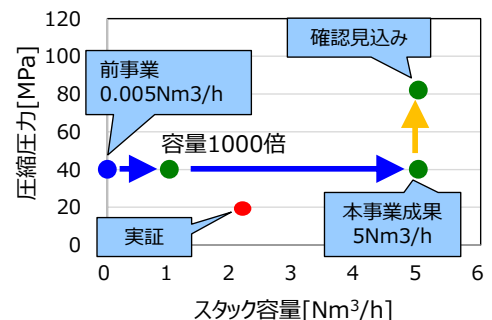 120
100
80
60
40
20
0
圧縮圧力[MPa]
前事業
0.005Nm3/h
確認見込み
容量1000倍
実証
本事業成果
5Nm3/h
0 1 2 3 4 5 6
スタック容量[Nm³/h]